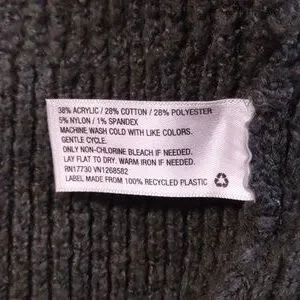 38% ACRYLIC / 28% COTTON / 28% POLYESTER
5% NYLON / 1% SPANDEX
MACHINE WASH COLD WITH LIKE COLORS.
GENTLE CYCLE.
ONLY NON-CHLORINE BLEACH IF NEEDED.
LAY FLAT TO DRY. WARM IRON IF NEEDED.
RN17730 VN1268582
LABEL MADE FROM 100% RECYCLED PLASTIC